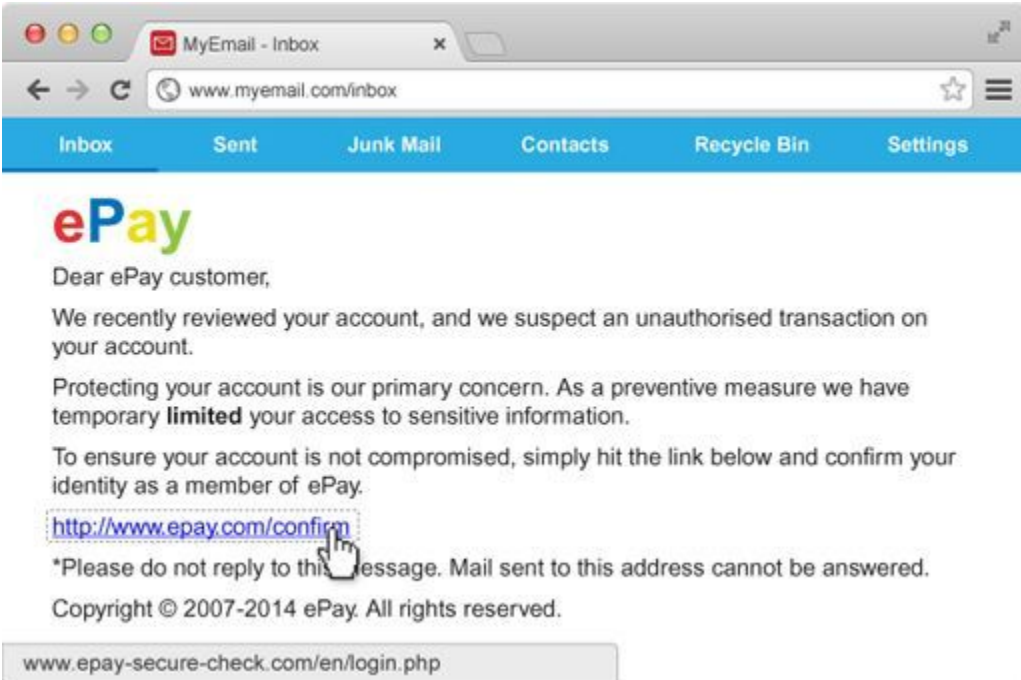 MyEmail - Inbox
www.myemail.com/inbox
Inbox Sent Junk Mail Contacts Recycle Bin Settings
ePay
Dear ePay customer,
We recently reviewed your account, and we suspect an unauthorised transaction on
your account.
Protecting your account is our primary concern. As a preventive measure we have
temporary limited your access to sensitive information.
To ensure your account is not compromised, simply hit the link below and confirm your
identity as a member of ePay.
http://www.epay.com/confirm
*Please do not reply to this message. Mail sent to this address cannot be answered.
Copyright © 2007-2014 ePay. All rights reserved.
www.epay-secure-check.com/en/login.php